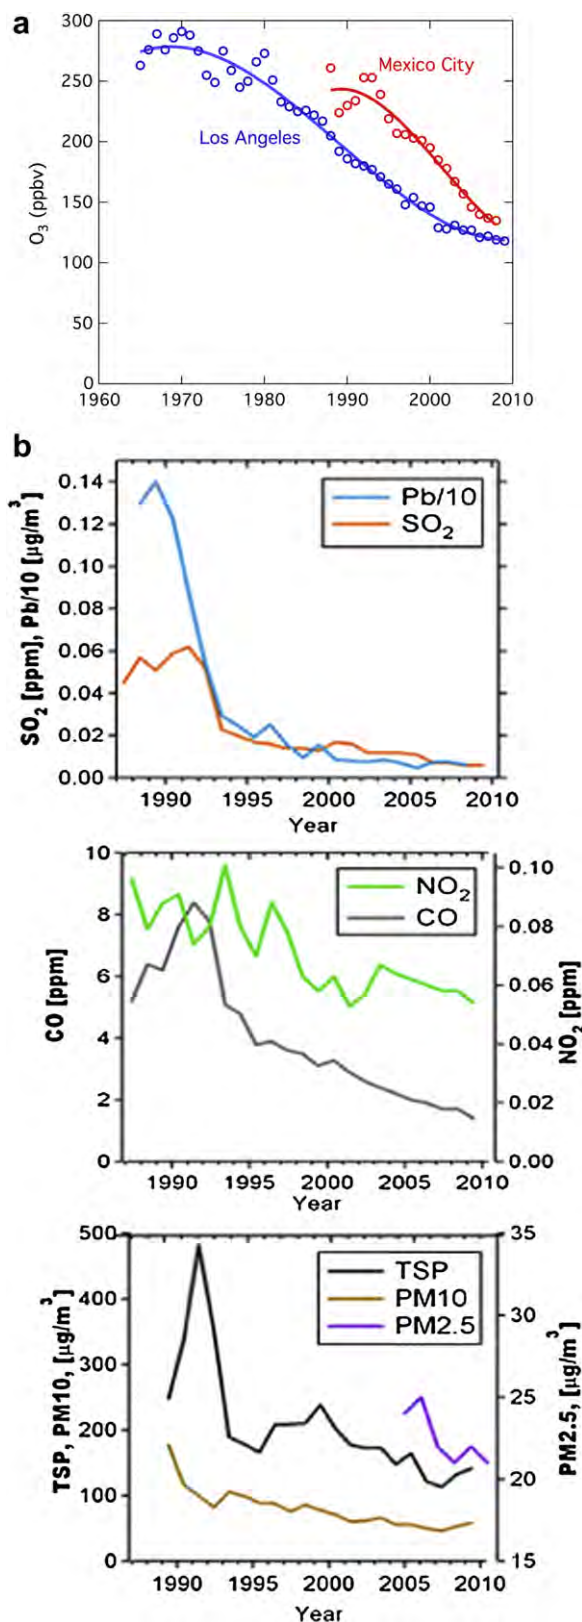 a
300
250
200
150
100
50
0
O₃ (ppbv)
Mexico City
Los Angeles
1960 1970 1980 1990 2000 2010
b
0.14
0.12
0.10
0.08
0.06
0.04
0.02
0.00
SO₂ [ppm], Pb/10 [µg/m³]
Pb/10
SO₂
1990 1995 2000 2005 2010
Year
10
8
6
4
2
0
CO [ppm]
NO₂
CO
0.10
0.08
0.06
0.04
0.02
0.00
NO₂ [ppm]
1990 1995 2000 2005 2010
Year
500
400
300
200
100
0
TSP, PM10, [µg/m³]
TSP
PM10
PM2.5
35
30
25
20
15
PM2.5, [µg/m³]
1990 1995 2000 2005 2010
Year